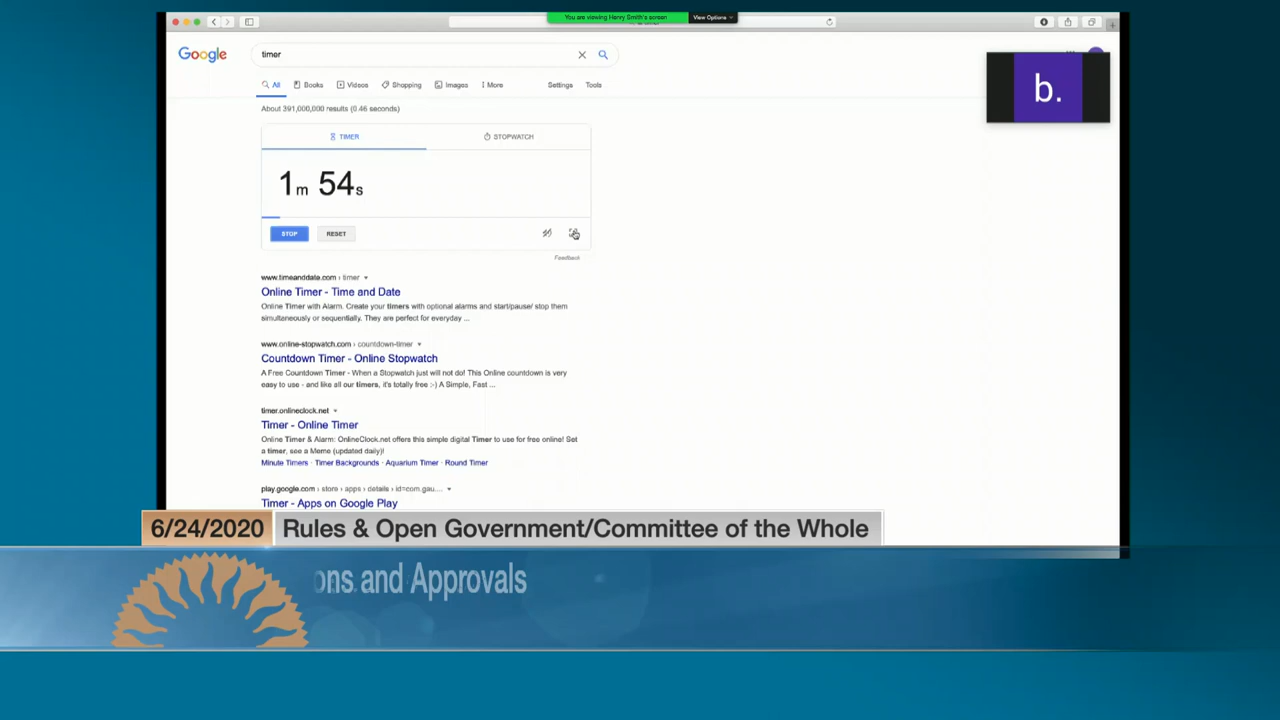 You are viewing Henry Smith's screen View Options
Google timer
All Books Videos Shopping Images More Settings Tools
b.
About 391,000,000 results (0.46 seconds)
TIMER STOPWATCH
1m 54s
STOP RESET
Feedback
www.timeanddate.com › timer
Online Timer - Time and Date
Online Timer with Alarm. Create your timers with optional alarms and start/pause/ stop them
simultaneously or sequentially. They are perfect for everyday ...
www.online-stopwatch.com › countdown-timer
Countdown Timer - Online Stopwatch
A Free Countdown Timer - When a Stopwatch just will not do! This Online countdown is very
easy to use - and like all our timers, it's totally free :-) A Simple, Fast ...
timer.onlineclock.net
Timer - Online Timer
Online Timer & Alarm: OnlineClock.net offers this simple digital Timer to use for free online! Set
a timer, see a Meme (updated daily)!
Minute Timers · Timer Backgrounds · Aquarium Timer · Round Timer
play.google.com › store › apps › details › id=com.gau....
Timer - Apps on Google Play
6/24/2020 Rules & Open Government/Committee of the Whole
ons and Approvals